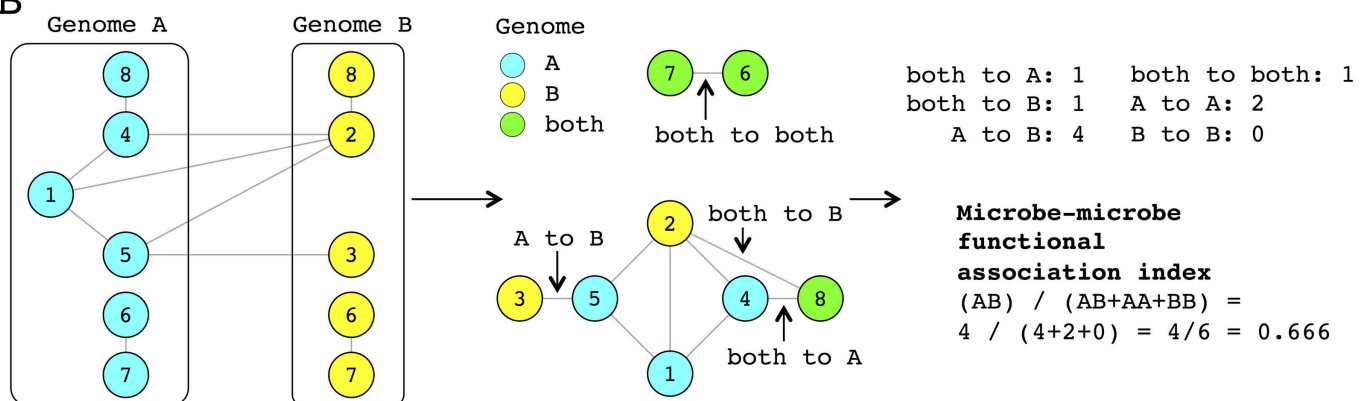 B
Genome A
Genome B
8
4
1
5
6
7
8
2
3
6
7
Genome
A
B
both
7
6
both to both
2
both to B
A to B
3
5
4
8
both to A
1
both to A: 1 both to both: 1
both to B: 1 A to A: 2
A to B: 4 B to B: 0
Microbe-microbe
functional
association index
(AB) / (AB+AA+BB) =
4 / (4+2+0) = 4/6 = 0.666